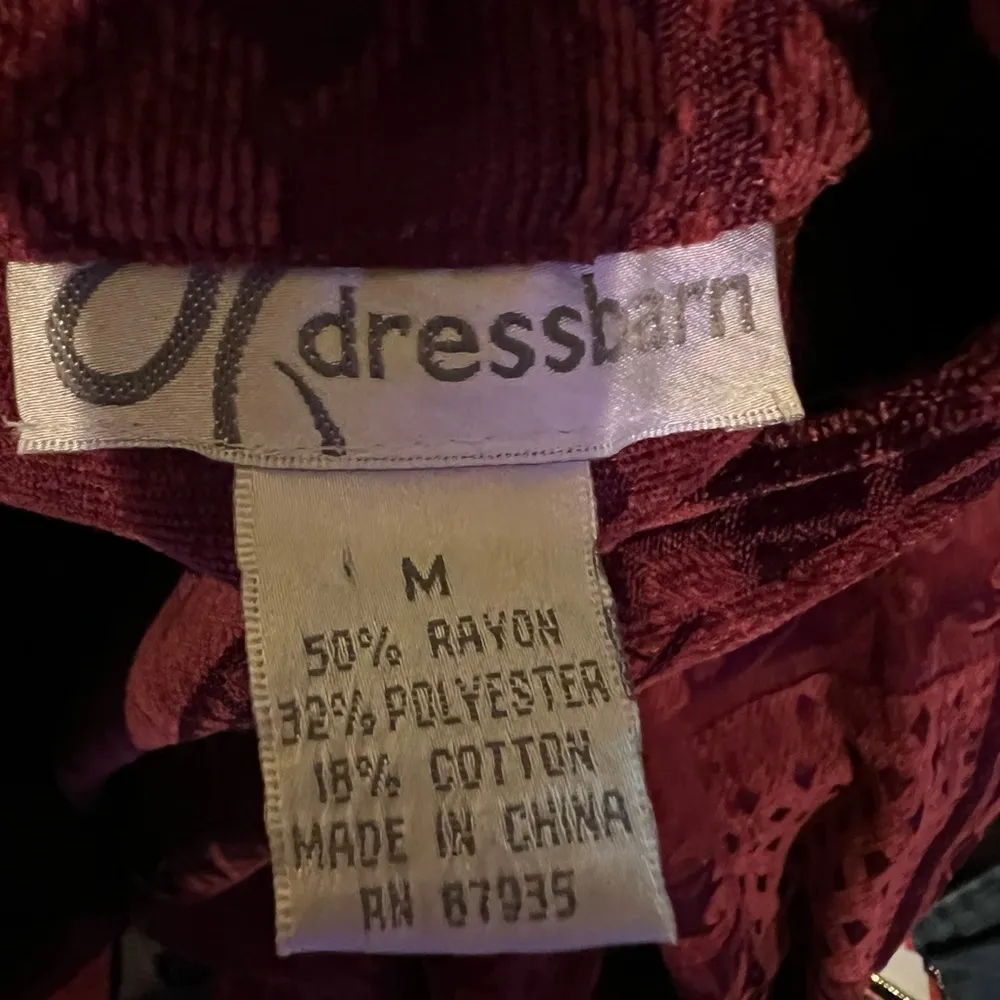 dressbarn
M
50% RAYON
32% POLYESTER
18% COTTON
MADE IN CHINA
RN 87935